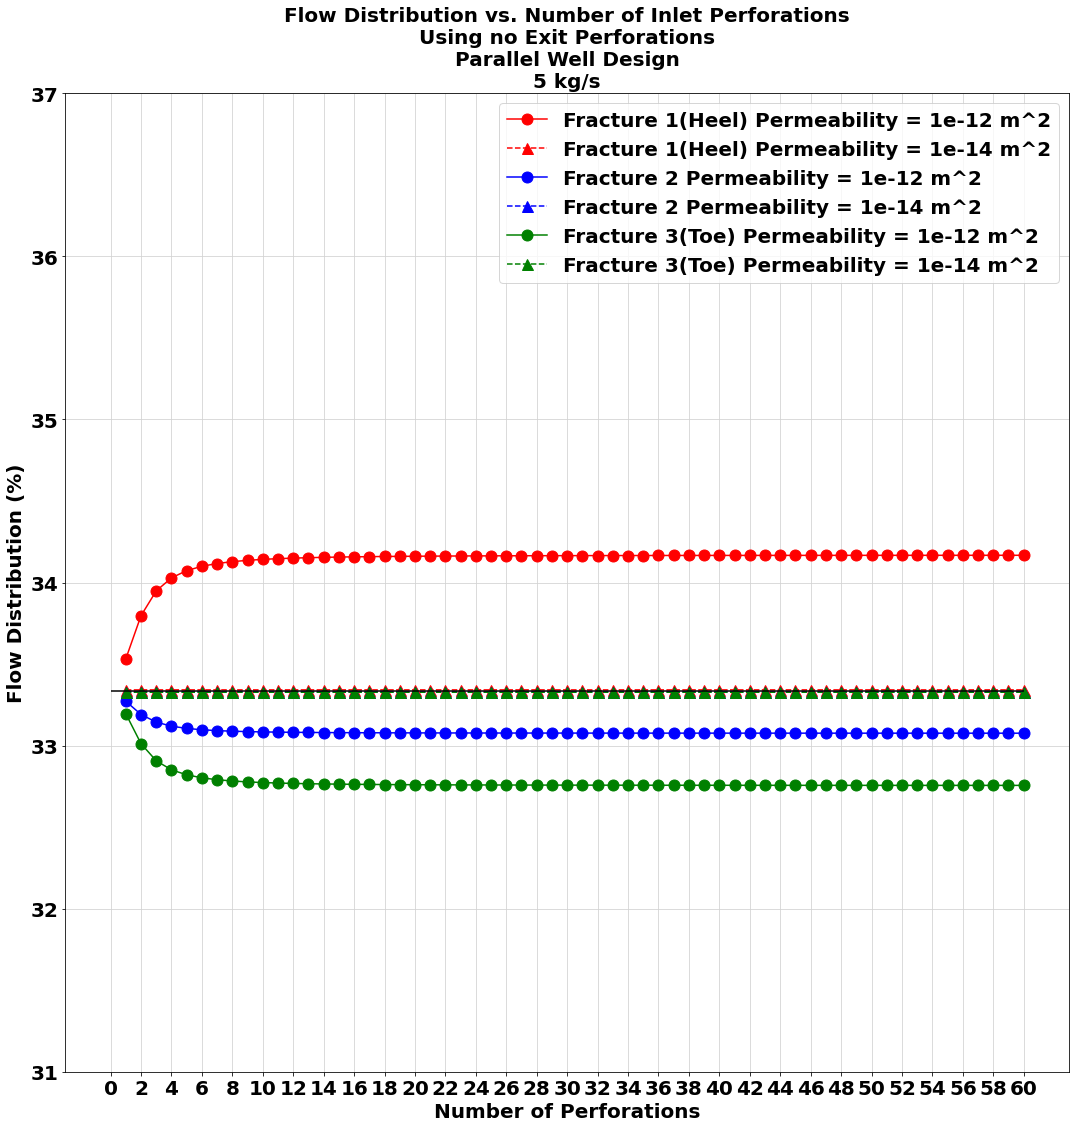 Flow Distribution vs. Number of Inlet Perforations
Using no Exit Perforations
Parallel Well Design
5 kg/s
37
36
35
34
33
32
31
Flow Distribution (%)
Fracture 1(Heel) Permeability = 1e-12 m^2
Fracture 1(Heel) Permeability = 1e-14 m^2
Fracture 2 Permeability = 1e-12 m^2
Fracture 2 Permeability = 1e-14 m^2
Fracture 3(Toe) Permeability = 1e-12 m^2
Fracture 3(Toe) Permeability = 1e-14 m^2
0 2 4 6 8 10 12 14 16 18 20 22 24 26 28 30 32 34 36 38 40 42 44 46 48 50 52 54 56 58 60
Number of Perforations